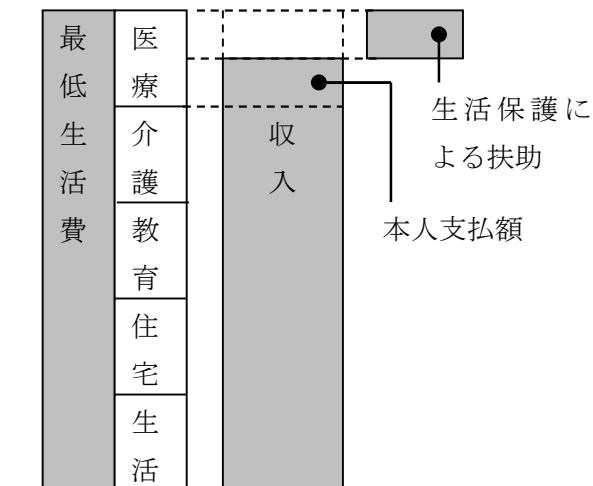 最低生活費
医療
介護
教育
住宅
生活
収入
生活保護に
よる扶助
本人支払額